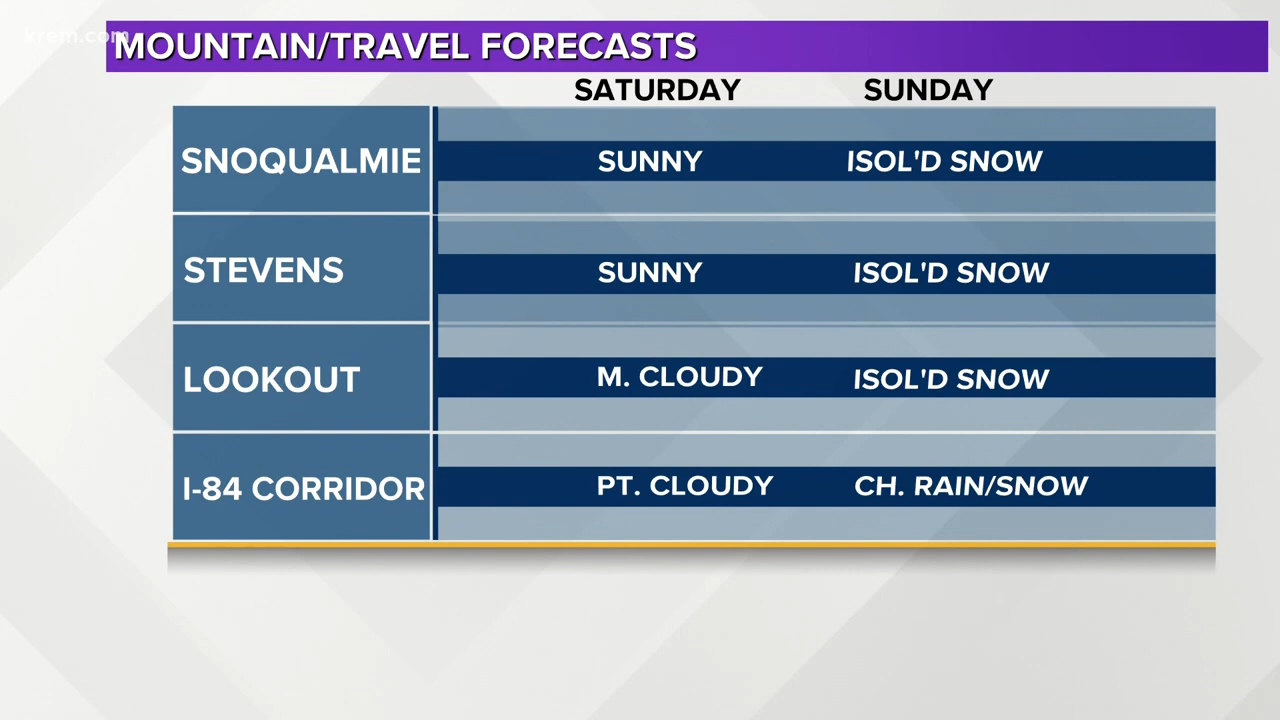 krem.com
MOUNTAIN/TRAVEL FORECASTS
SATURDAY SUNDAY
SNOQUALMIE SUNNY ISOL'D SNOW
STEVENS SUNNY ISOL'D SNOW
LOOKOUT M. CLOUDY ISOL'D SNOW
I-84 CORRIDOR PT. CLOUDY CH. RAIN/SNOW